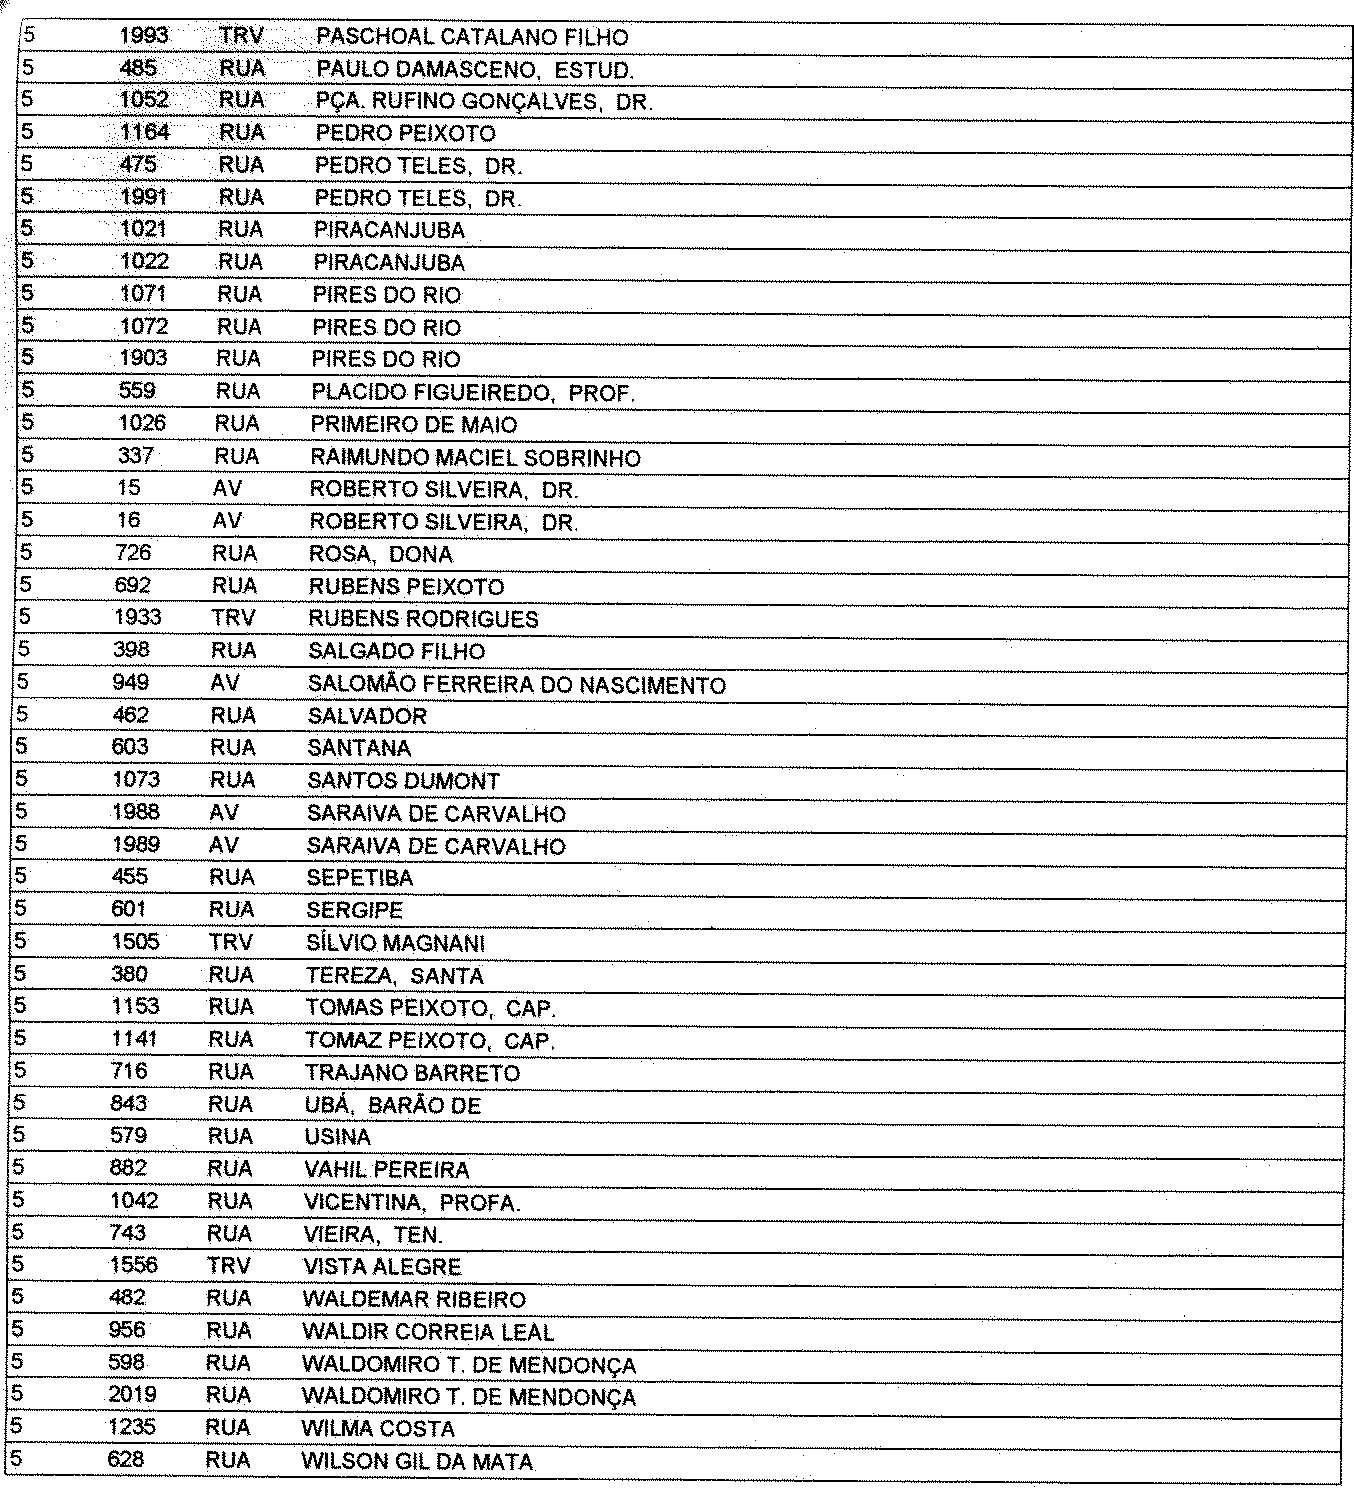 5 1993 TRV PASCHOAL CATALANO FILHO
5 485 RUA PAULO DAMASCENO, ESTUD.
5 1052 RUA PÇA. RUFINO GONÇALVES, DR.
5 1164 RUA PEDRO PEIXOTO
5 475 RUA PEDRO TELES, DR.
5 1991 RUA PEDRO TELES, DR.
5 1021 RUA PIRACANJUBA
5 1022 RUA PIRACANJUBA
5 1071 RUA PIRES DO RIO
5 1072 RUA PIRES DO RIO
5 1903 RUA PIRES DO RIO
5 559 RUA PLACIDO FIGUEIREDO, PROF.
5 1026 RUA PRIMEIRO DE MAIO
5 337 RUA RAIMUNDO MACIEL SOBRINHO
5 15 AV ROBERTO SILVEIRA, DR.
5 16 AV ROBERTO SILVEIRA, DR.
5 726 RUA ROSA, DONA
5 692 RUA RUBENS PEIXOTO
5 1933 TRV RUBENS RODRIGUES
5 398 RUA SALGADO FILHO
5 949 AV SALOMÃO FERREIRA DO NASCIMENTO
5 462 RUA SALVADOR
5 603 RUA SANTANA
5 1073 RUA SANTOS DUMONT
5 1988 AV SARAIVA DE CARVALHO
5 1989 AV SARAIVA DE CARVALHO
5 455 RUA SEPETIBA
5 601 RUA SERGIPE
5 1505 TRV SÍLVIO MAGNANI
5 380 RUA TEREZA, SANTA
5 1153 RUA TOMAS PEIXOTO, CAP.
5 1141 RUA TOMAZ PEIXOTO, CAP.
5 716 RUA TRAJANO BARRETO
5 843 RUA UBÁ, BARÃO DE
5 579 RUA USINA
5 882 RUA VAHIL PEREIRA
5 1042 RUA VICENTINA, PROFA.
5 743 RUA VIEIRA, TEN.
5 1556 TRV VISTA ALEGRE
5 482 RUA WALDEMAR RIBEIRO
5 956 RUA WALDIR CORREIA LEAL
5 598 RUA WALDOMIRO T. DE MENDONÇA
5 2019 RUA WALDOMIRO T. DE MENDONÇA
5 1235 RUA WILMA COSTA
5 628 RUA WILSON GIL DA MATA